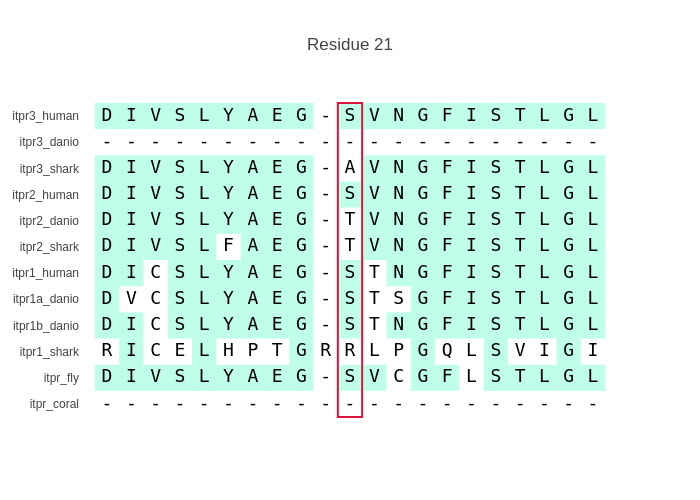 Residue 21
itpr3_human D I V S L Y A E G - S V N G F I S T L G L
itpr3_danio - - - - - - - - - - - - - - - - - - - - -
itpr3_shark D I V S L Y A E G - A V N G F I S T L G L
itpr2_human D I V S L Y A E G - S V N G F I S T L G L
itpr2_danio D I V S L Y A E G - T V N G F I S T L G L
itpr2_shark D I V S L F A E G - T V N G F I S T L G L
itpr1_human D I C S L Y A E G - S T N G F I S T L G L
itpr1a_danio D V C S L Y A E G - S T S G F I S T L G L
itpr1b_danio D I C S L Y A E G - S T N G F I S T L G L
itpr1_shark R I C E L H P T G R R L P G Q L S V I G I
itpr_fly D I V S L Y A E G - S V C G F L S T L G L
itpr_coral - - - - - - - - - - - - - - - - - - - - -